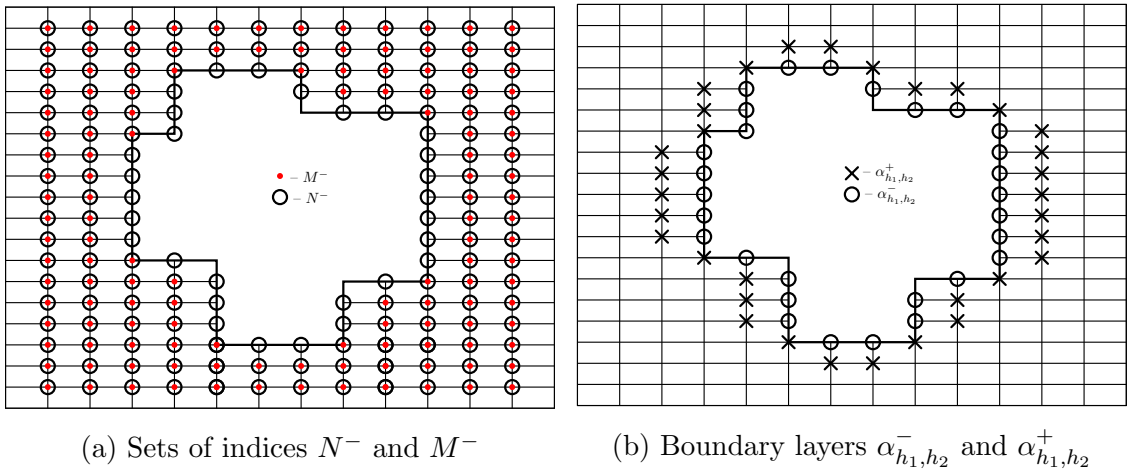 – M⁻
– N⁻
(a) Sets of indices N⁻ and M⁻
– α⁺_{h₁,h₂}
– α⁻_{h₁,h₂}
(b) Boundary layers α⁻_{h₁,h₂} and α⁺_{h₁,h₂}